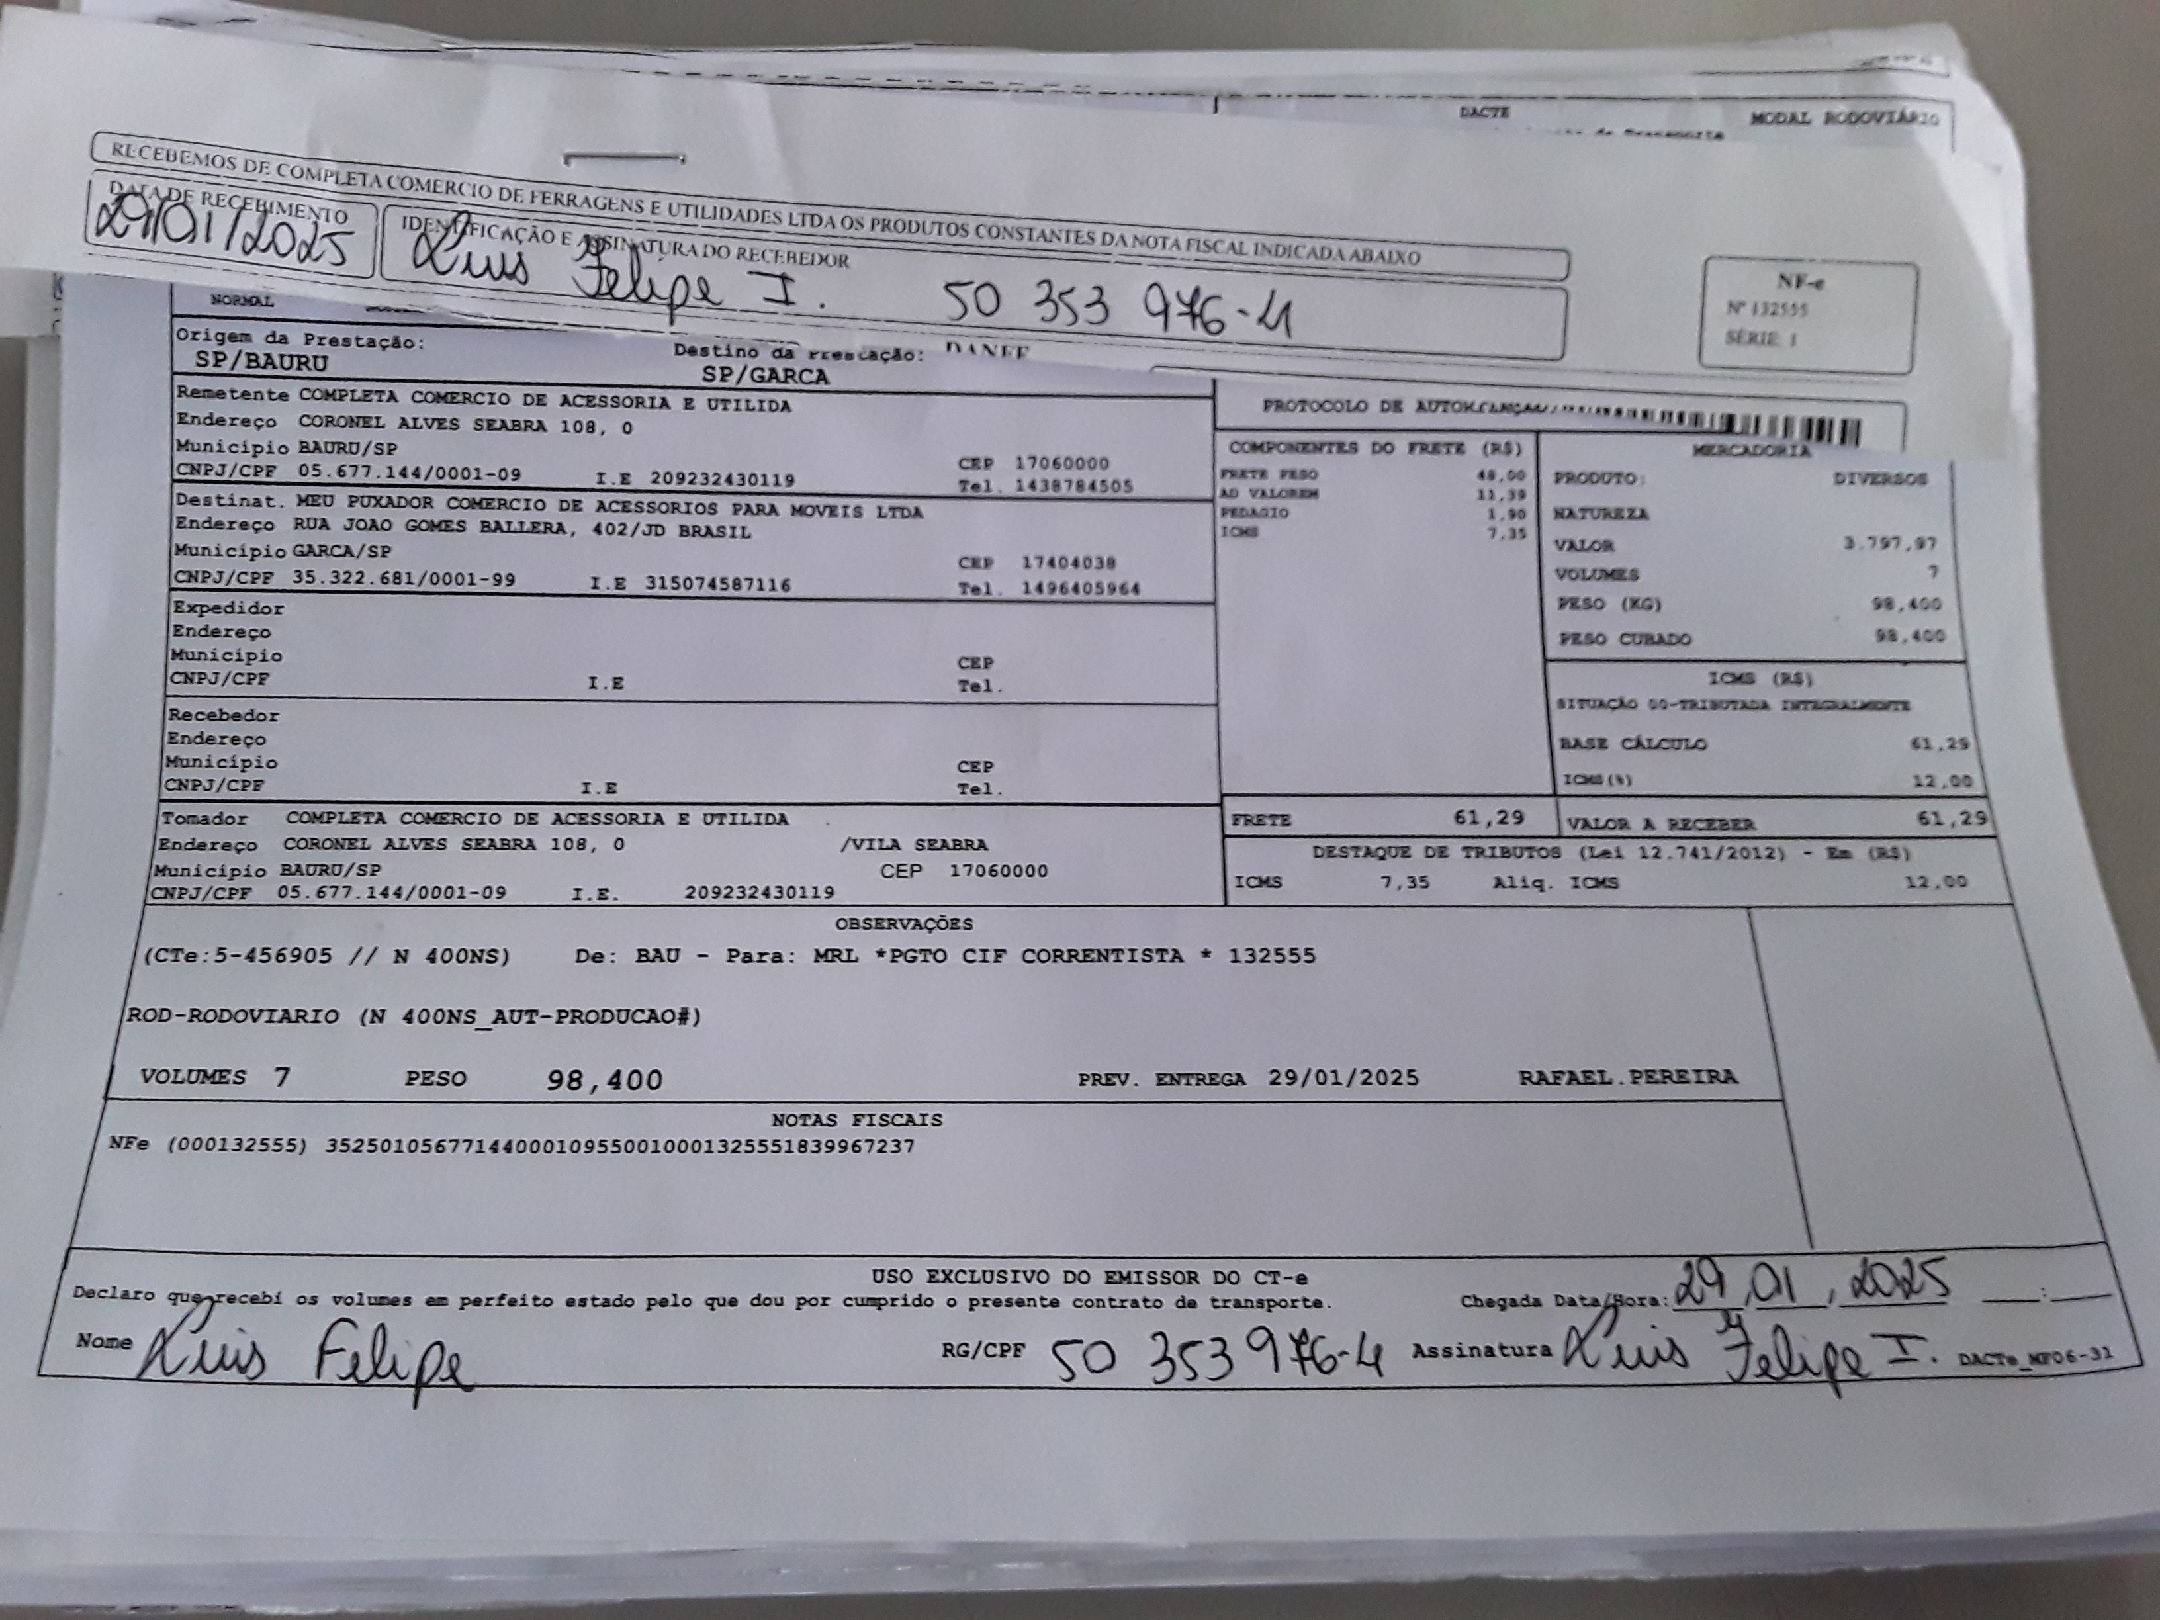 DACTE
MODAL RODOVIÁRIO
RECEBEMOS DE COMPLETA COMERCIO DE FERRAGENS E UTILIDADES LTDA OS PRODUTOS CONSTANTES DA NOTA FISCAL INDICADA ABAIXO
DATA DE RECEBIMENTO
29/01/2025
IDENTIFICAÇÃO E ASSINATURA DO RECEBEDOR
Luis Felipe I. 50 353 976-4
NF-e
Nº 132555
SÉRIE 1
NORMAL
DANFE
Origem da Prestação:
SP/BAURU
Destino da Prestação:
SP/GARCA
Remetente COMPLETA COMERCIO DE ACESSORIA E UTILIDA
Endereço CORONEL ALVES SEABRA 108, 0
Município BAURU/SP CEP 17060000
CNPJ/CPF 05.677.144/0001-09 I.E 209232430119 Tel. 1438784505
Destinat. MEU PUXADOR COMERCIO DE ACESSORIOS PARA MOVEIS LTDA
Endereço RUA JOAO GOMES BALLERA, 402/JD BRASIL
Município GARCA/SP CEP 17404038
CNPJ/CPF 35.322.681/0001-99 I.E 315074587116 Tel. 1496405964
Expedidor
Endereço
Município CEP
CNPJ/CPF I.E Tel.
Recebedor
Endereço
Município CEP
CNPJ/CPF I.E Tel.
Tomador COMPLETA COMERCIO DE ACESSORIA E UTILIDA
Endereço CORONEL ALVES SEABRA 108, 0 /VILA SEABRA
Município BAURU/SP CEP 17060000
CNPJ/CPF 05.677.144/0001-09 I.E. 209232430119
PROTOCOLO DE
COMPONENTES DO FRETE (R$)
FRETE PESO 48,00
AD VALOREM 11,39
PEDAGIO 1,90
ICMS 7,35
MERCADORIA
PRODUTO: DIVERSOS
NATUREZA
VALOR 3.797,97
VOLUMES 7
PESO (KG) 98,400
PESO CUBADO 98,400
ICMS (R$)
SITUAÇÃO 00-TRIBUTADA INTEGRALMENTE
BASE CÁLCULO 61,29
ICMS(%) 12,00
FRETE 61,29 VALOR A RECEBER 61,29
DESTAQUE DE TRIBUTOS (Lei 12.741/2012) - Em (R$)
ICMS 7,35 Aliq. ICMS 12,00
OBSERVAÇÕES
(CTe:5-456905 // N 400NS) De: BAU - Para: MRL *PGTO CIF CORRENTISTA * 132555
ROD-RODOVIARIO (N 400NS_AUT-PRODUCAO#)
VOLUMES 7 PESO 98,400 PREV. ENTREGA 29/01/2025 RAFAEL.PEREIRA
NOTAS FISCAIS
NFe (000132555) 35250105677144000109550010001325551839967237
USO EXCLUSIVO DO EMISSOR DO CT-e
Declaro que recebi os volumes em perfeito estado pelo que dou por cumprido o presente contrato de transporte. Chegada Data/Hora: 29,01,2025 __:__
Nome Luis Felipe RG/CPF 50 353 976-4 Assinatura Luis Felipe I. DACTe_MF06-31